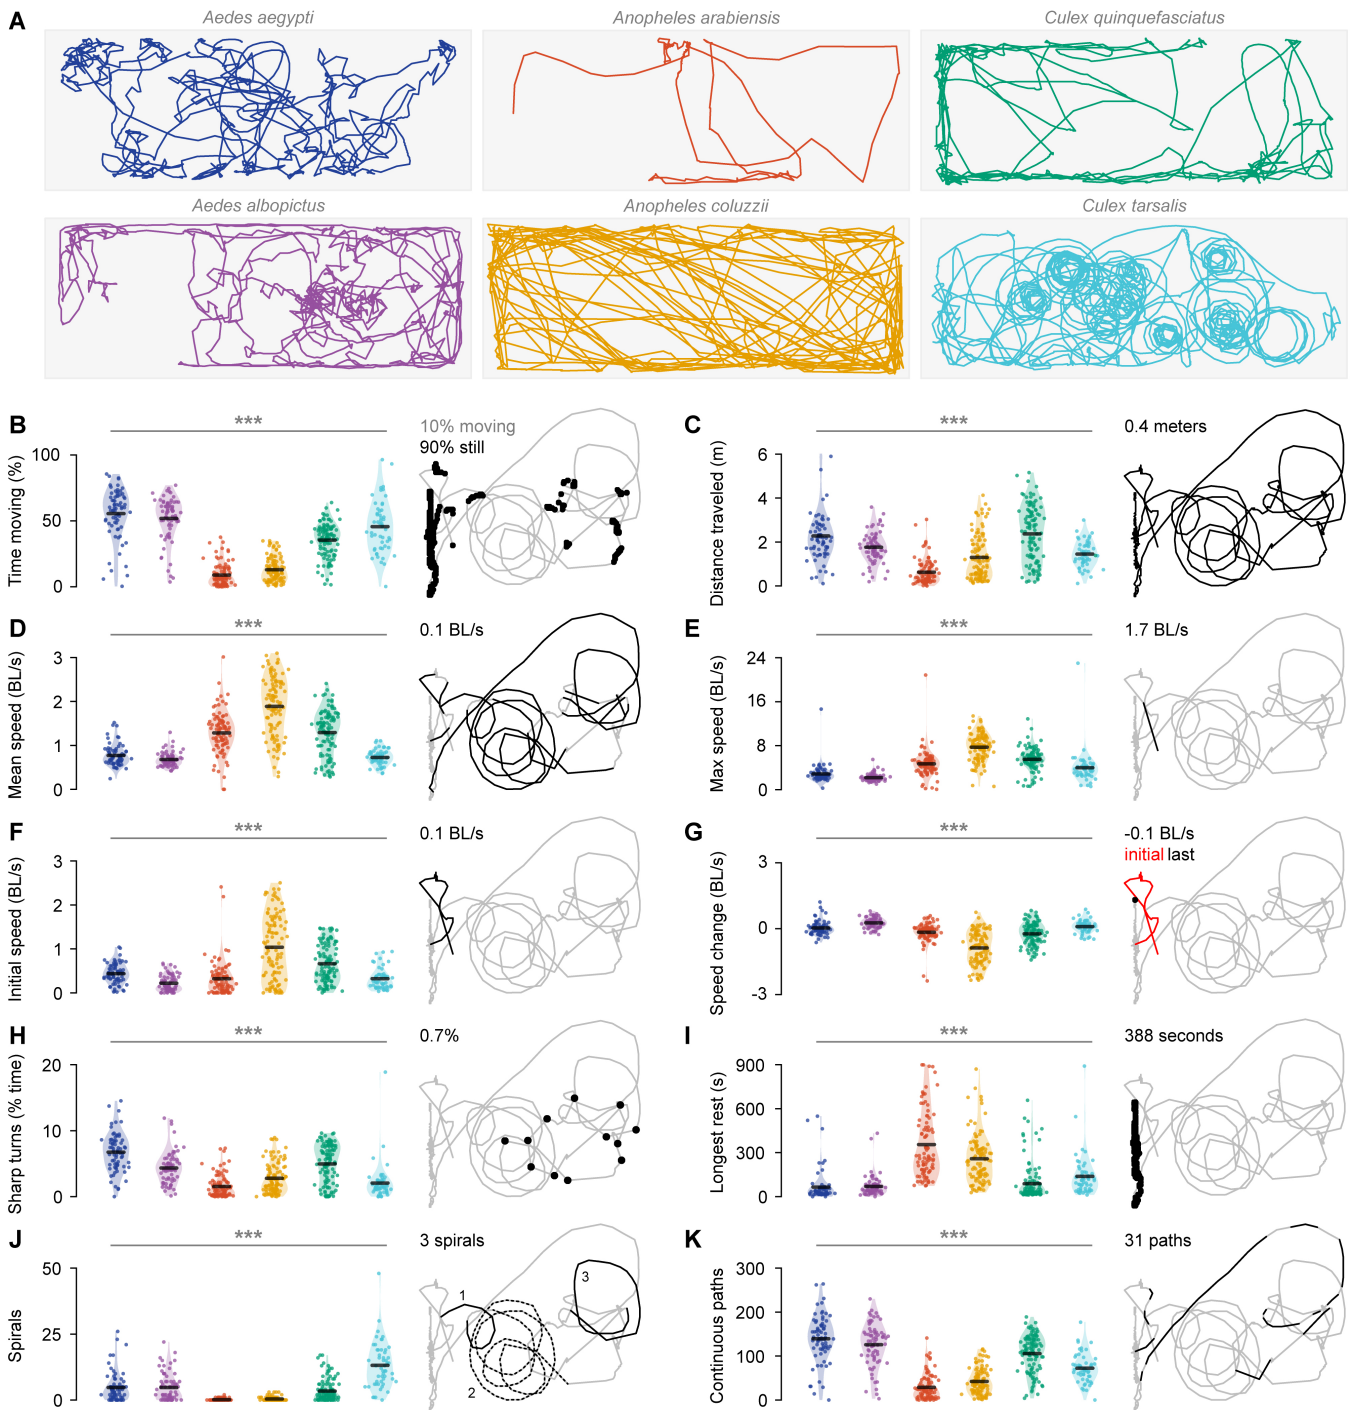 A
Aedes aegypti
Anopheles arabiensis
Culex quinquefasciatus
Aedes albopictus
Anopheles coluzzii
Culex tarsalis
B
Time moving (%)
100
50
0
***
10% moving
90% still
C
Distance traveled (m)
6
4
2
0
***
0.4 meters
D
Mean speed (BL/s)
3
2
1
0
***
0.1 BL/s
E
Max speed (BL/s)
24
16
8
0
***
1.7 BL/s
F
Initial speed (BL/s)
3
2
1
0
***
0.1 BL/s
G
Speed change (BL/s)
3
0
-3
***
-0.1 BL/s
initial last
H
Sharp turns (% time)
20
10
0
***
0.7%
I
Longest rest (s)
900
600
300
0
***
388 seconds
J
Spirals
50
25
0
***
3 spirals
1
2
3
K
Continuous paths
300
200
100
0
***
31 paths